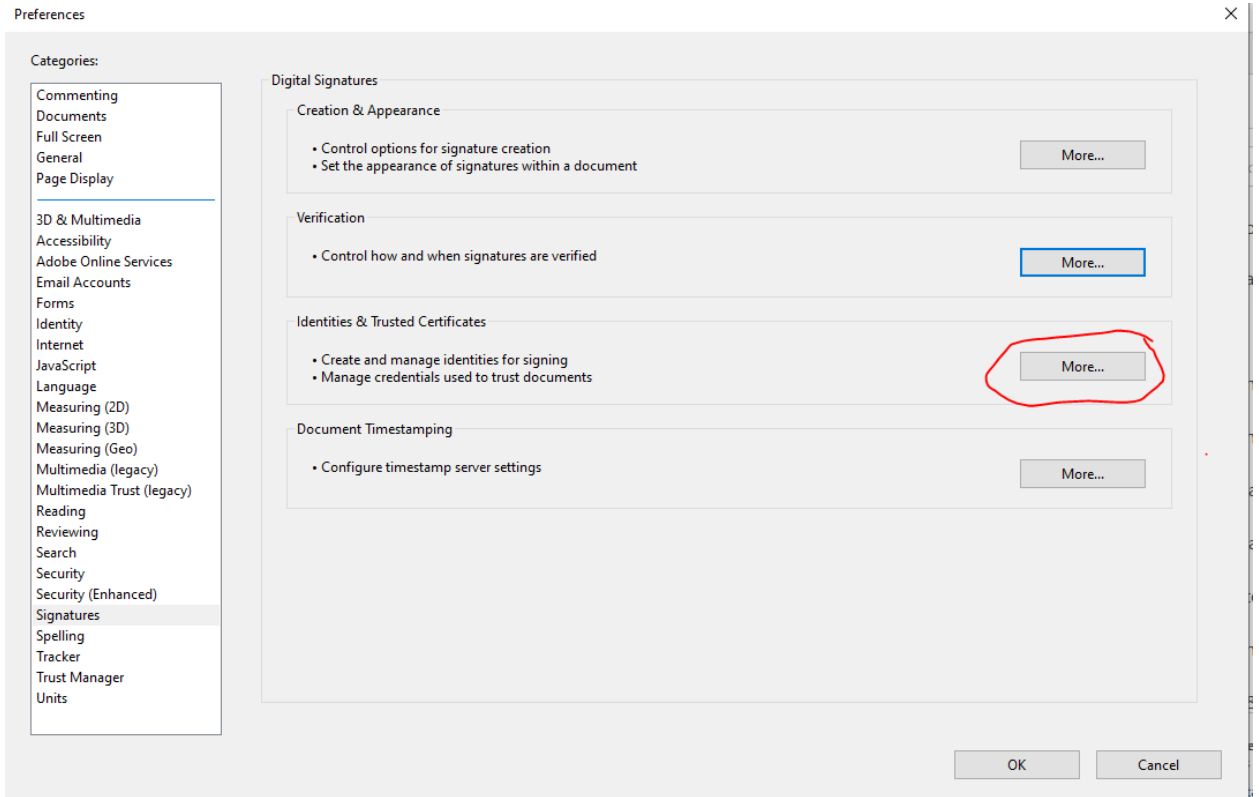 Preferences
Categories:
Commenting
Documents
Full Screen
General
Page Display
3D & Multimedia
Accessibility
Adobe Online Services
Email Accounts
Forms
Identity
Internet
JavaScript
Language
Measuring (2D)
Measuring (3D)
Measuring (Geo)
Multimedia (legacy)
Multimedia Trust (legacy)
Reading
Reviewing
Search
Security
Security (Enhanced)
Signatures
Spelling
Tracker
Trust Manager
Units
Digital Signatures
Creation & Appearance
• Control options for signature creation
• Set the appearance of signatures within a document
More...
Verification
• Control how and when signatures are verified
More...
Identities & Trusted Certificates
• Create and manage identities for signing
• Manage credentials used to trust documents
More...
Document Timestamping
• Configure timestamp server settings
More...
OK
Cancel